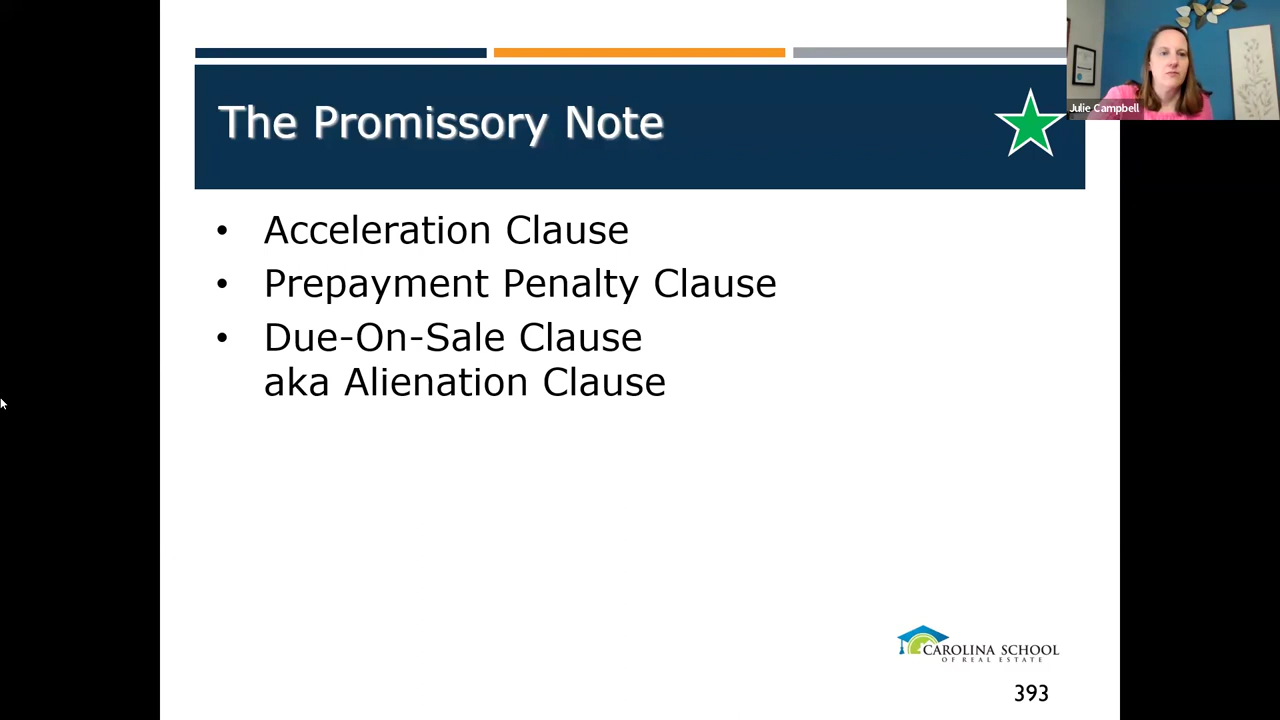 The Promissory Note
Julie Campbell
• Acceleration Clause
• Prepayment Penalty Clause
• Due-On-Sale Clause
aka Alienation Clause
CAROLINA SCHOOL
OF REAL ESTATE
393